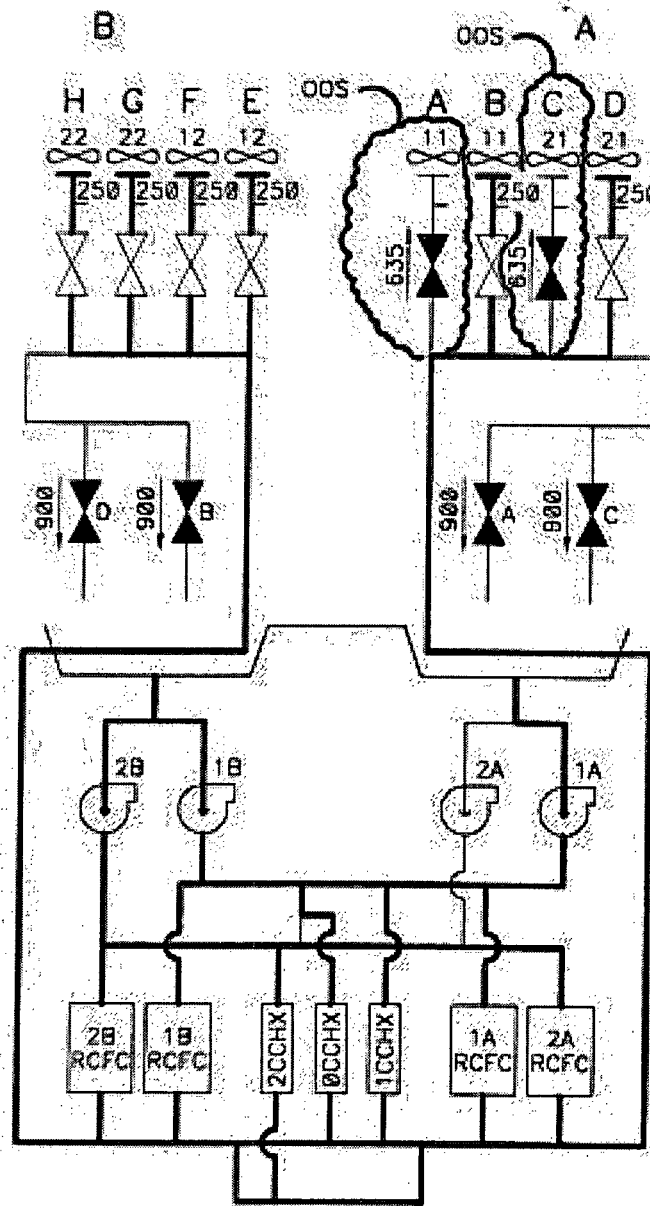 B A
OOS OOS
H G F E A B C D
22 22 12 12 11 11 21 21
250 250 250 250 250 250
635 635
900 D 900 B 900 A 900 C
2B 1B 2A 1A
2B RCFC
1B RCFC
2CCHX
0CCHX
1CCHX
1A RCFC
2A RCFC